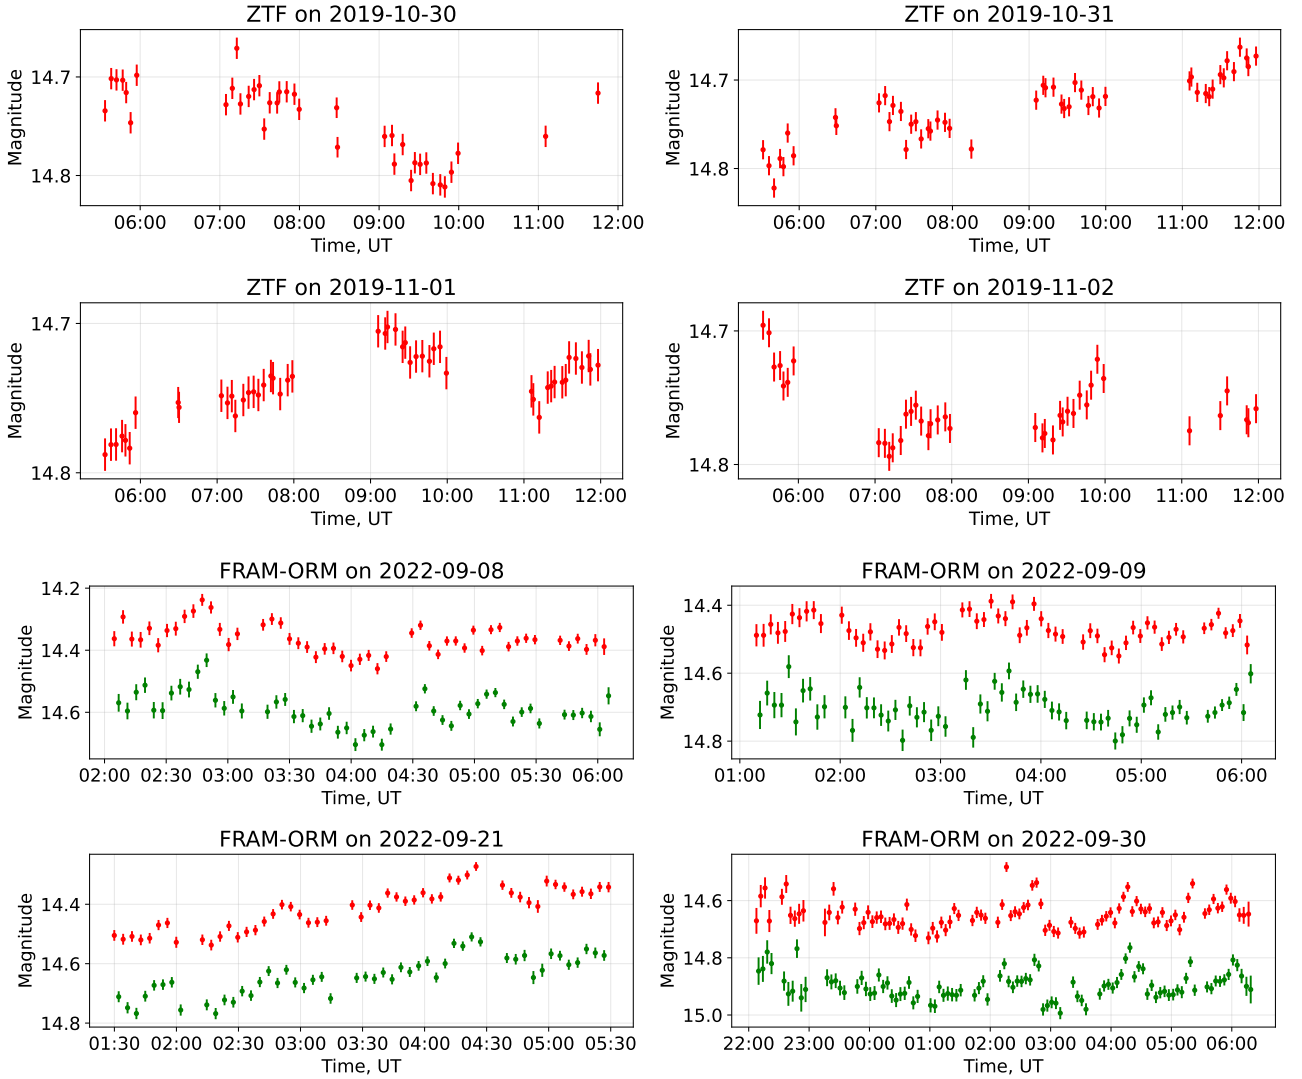 ZTF on 2019-10-30
Magnitude
14.7
14.8
06:00 07:00 08:00 09:00 10:00 11:00 12:00
Time, UT
ZTF on 2019-10-31
Magnitude
14.7
14.8
06:00 07:00 08:00 09:00 10:00 11:00 12:00
Time, UT
ZTF on 2019-11-01
Magnitude
14.7
14.8
06:00 07:00 08:00 09:00 10:00 11:00 12:00
Time, UT
ZTF on 2019-11-02
Magnitude
14.7
14.8
06:00 07:00 08:00 09:00 10:00 11:00 12:00
Time, UT
FRAM-ORM on 2022-09-08
Magnitude
14.2
14.4
14.6
02:00 02:30 03:00 03:30 04:00 04:30 05:00 05:30 06:00
Time, UT
FRAM-ORM on 2022-09-09
Magnitude
14.4
14.6
14.8
01:00 02:00 03:00 04:00 05:00 06:00
Time, UT
FRAM-ORM on 2022-09-21
Magnitude
14.4
14.6
14.8
01:30 02:00 02:30 03:00 03:30 04:00 04:30 05:00 05:30
Time, UT
FRAM-ORM on 2022-09-30
Magnitude
14.6
14.8
15.0
22:00 23:00 00:00 01:00 02:00 03:00 04:00 05:00 06:00
Time, UT